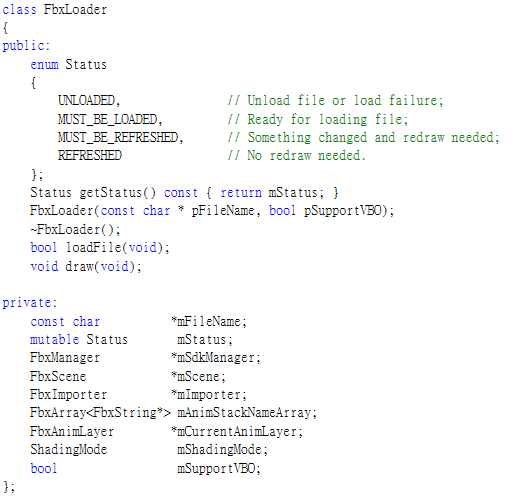 class FbxLoader
{
public:
    enum Status
    {
        UNLOADED,               // Unload file or load failure;
        MUST_BE_LOADED,         // Ready for loading file;
        MUST_BE_REFRESHED,      // Something changed and redraw needed;
        REFRESHED               // No redraw needed.
    };
    Status getStatus() const { return mStatus; }
    FbxLoader(const char * pFileName, bool pSupportVBO);
    ~FbxLoader();
    bool loadFile(void);
    void draw(void);

private:
    const char          *mFileName;
    mutable Status       mStatus;
    FbxManager          *mSdkManager;
    FbxScene            *mScene;
    FbxImporter         *mImporter;
    FbxArray<FbxString*> mAnimStackNameArray;
    FbxAnimLayer        *mCurrentAnimLayer;
    ShadingMode          mShadingMode;
    bool                 mSupportVBO;
};